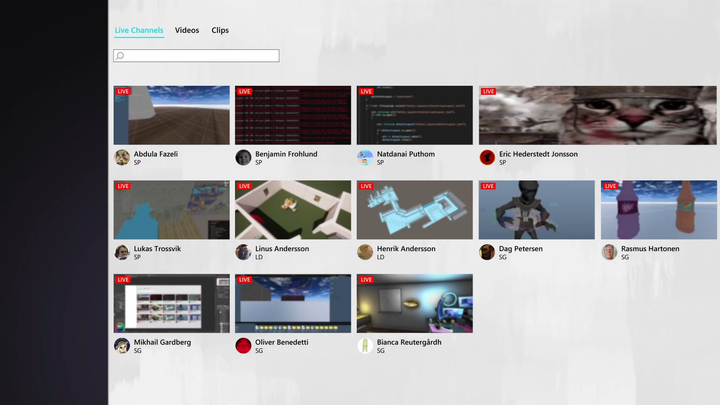 Live Channels
Videos
Clips
LIVE
LIVE
LIVE
LIVE
Abdula Fazeli
SP
Benjamin Frohlund
SP
Natdanai Puthom
SP
Eric Hederstedt Jonsson
SP
LIVE
LIVE
LIVE
LIVE
LIVE
Lukas Trossvik
SP
Linus Andersson
LD
Henrik Andersson
LD
Dag Petersen
SG
Rasmus Hartonen
SG
LIVE
LIVE
LIVE
Mikhail Gardberg
SG
Oliver Benedetti
SG
Bianca Reutergårdh
SG